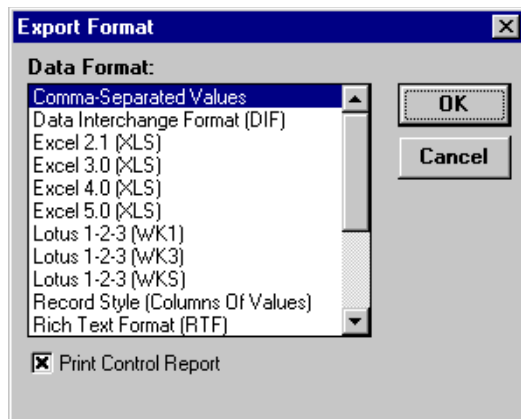 Export Format
Data Format:
Comma-Separated Values
Data Interchange Format (DIF)
Excel 2.1 (XLS)
Excel 3.0 (XLS)
Excel 4.0 (XLS)
Excel 5.0 (XLS)
Lotus 1-2-3 (WK1)
Lotus 1-2-3 (WK3)
Lotus 1-2-3 (WKS)
Record Style (Columns Of Values)
Rich Text Format (RTF)
OK
Cancel
Print Control Report